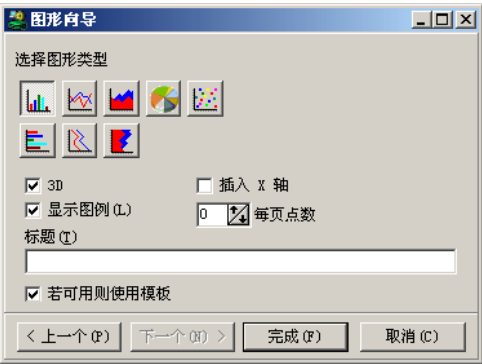 图形向导
选择图形类型
3D
插入 X 轴
显示图例(L)
0 每页点数
标题(T)
若可用则使用模板
< 上一个(P) 下一个(N) > 完成(F) 取消(C)